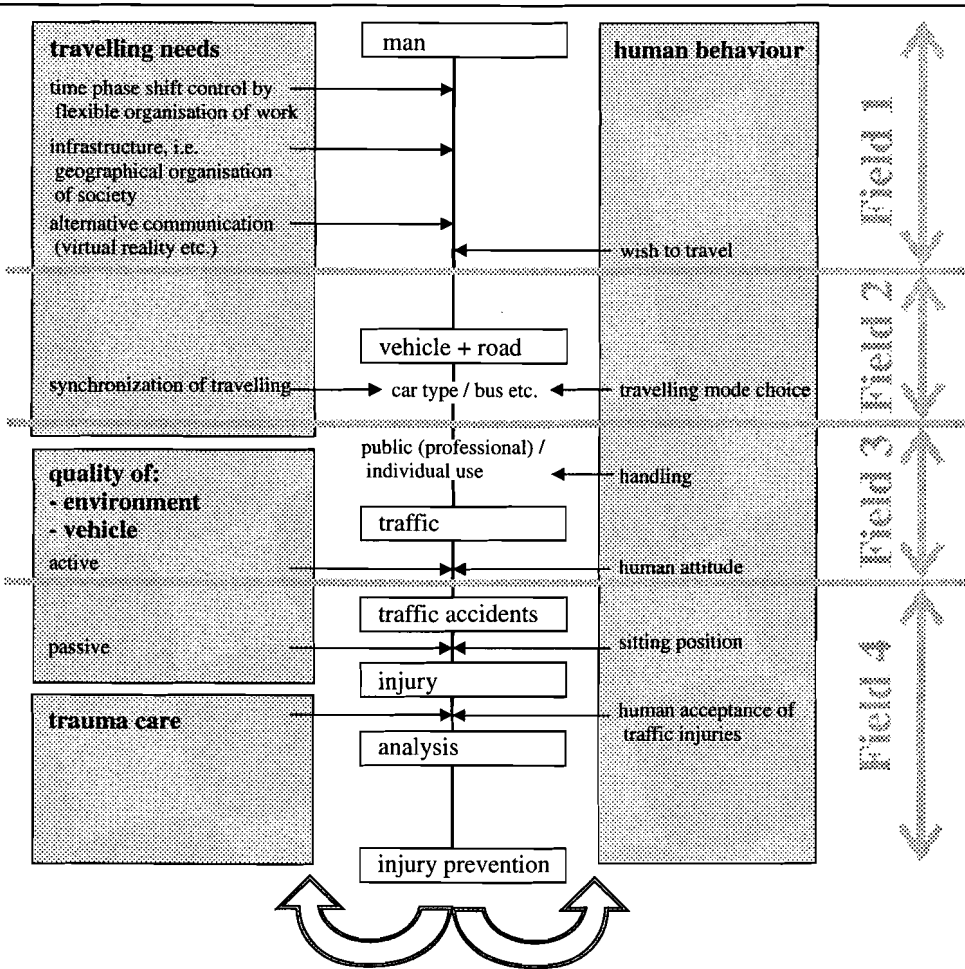 travelling needs
time phase shift control by
flexible organisation of work
infrastructure, i.e.
geographical organisation
of society
alternative communication
(virtual reality etc.)
synchronization of travelling
quality of:
- environment
- vehicle
active
passive
trauma care
man
vehicle + road
car type / bus etc.
public (professional) /
individual use
traffic
traffic accidents
injury
analysis
injury prevention
human behaviour
wish to travel
travelling mode choice
handling
human attitude
sitting position
human acceptance of
traffic injuries
Field 1
Field 2
Field 3
Field 4